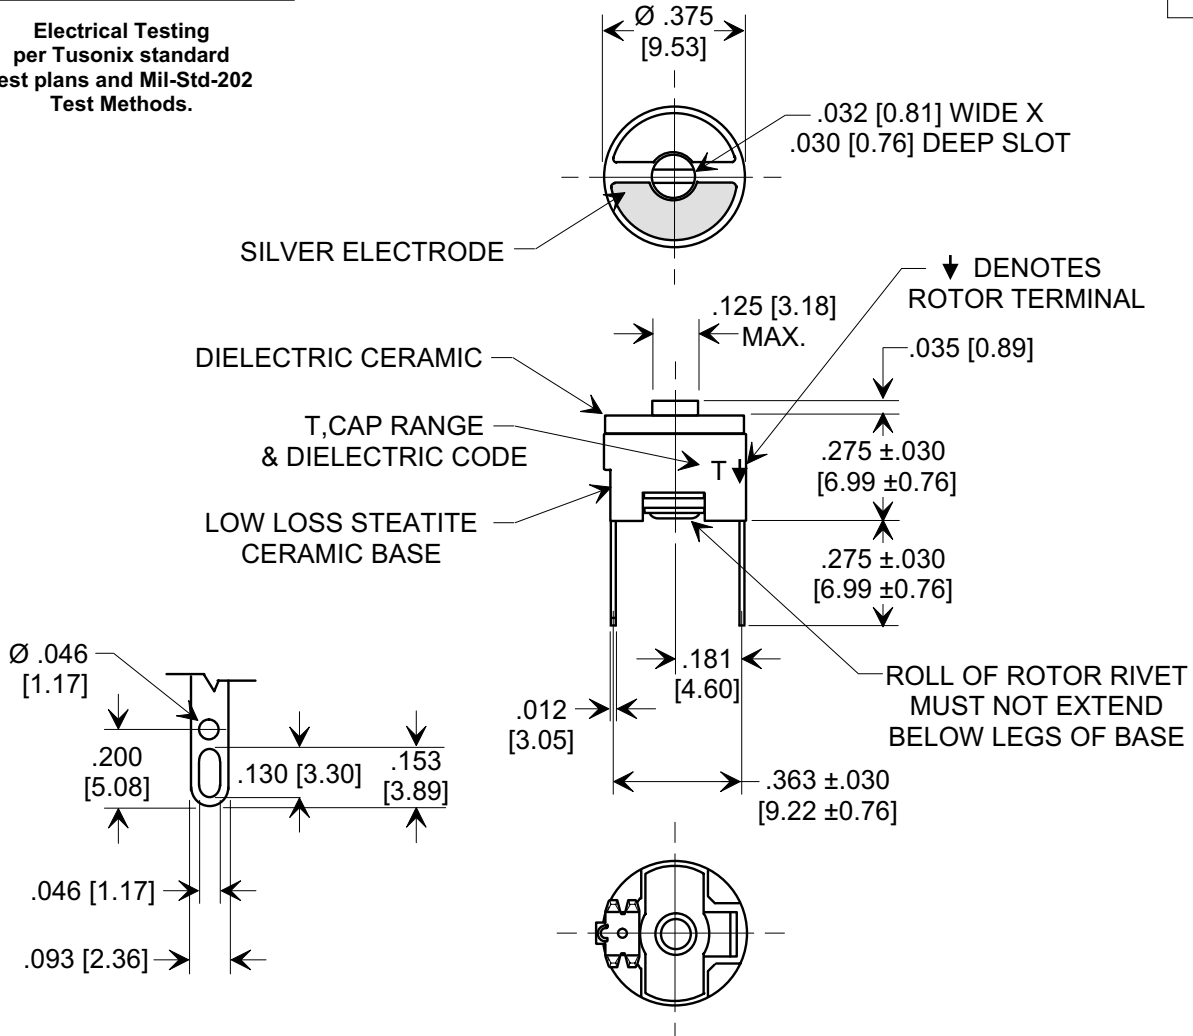 Electrical Testing
per Tusonix standard
est plans and Mil-Std-202
Test Methods.
Ø .375
[9.53]
.032 [0.81] WIDE X
.030 [0.76] DEEP SLOT
SILVER ELECTRODE
↓ DENOTES
ROTOR TERMINAL
.125 [3.18]
MAX.
.035 [0.89]
DIELECTRIC CERAMIC
T,CAP RANGE
& DIELECTRIC CODE
T ↓
.275 ±.030
[6.99 ±0.76]
LOW LOSS STEATITE
CERAMIC BASE
.275 ±.030
[6.99 ±0.76]
Ø .046
[1.17]
.181
[4.60]
ROLL OF ROTOR RIVET
MUST NOT EXTEND
BELOW LEGS OF BASE
.012
[3.05]
.200
[5.08]
.130 [3.30]
.153
[3.89]
.363 ±.030
[9.22 ±0.76]
.046 [1.17]
.093 [2.36]